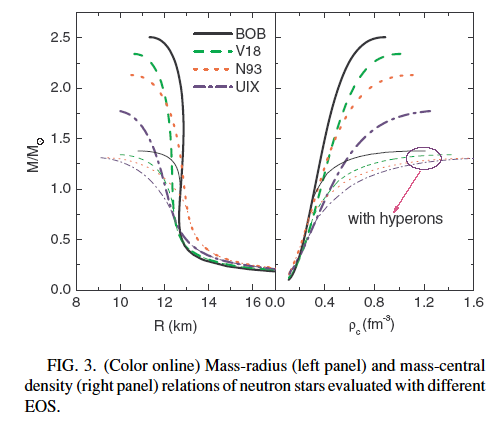 2.5
2.0
1.5
1.0
0.5
0.0
M/M⊙
BOB
V18
N93
UIX
with hyperons
8 10 12 14 16 0.0 0.4 0.8 1.2 1.6
R (km) ρc (fm⁻³)
FIG. 3. (Color online) Mass-radius (left panel) and mass-central
density (right panel) relations of neutron stars evaluated with different
EOS.